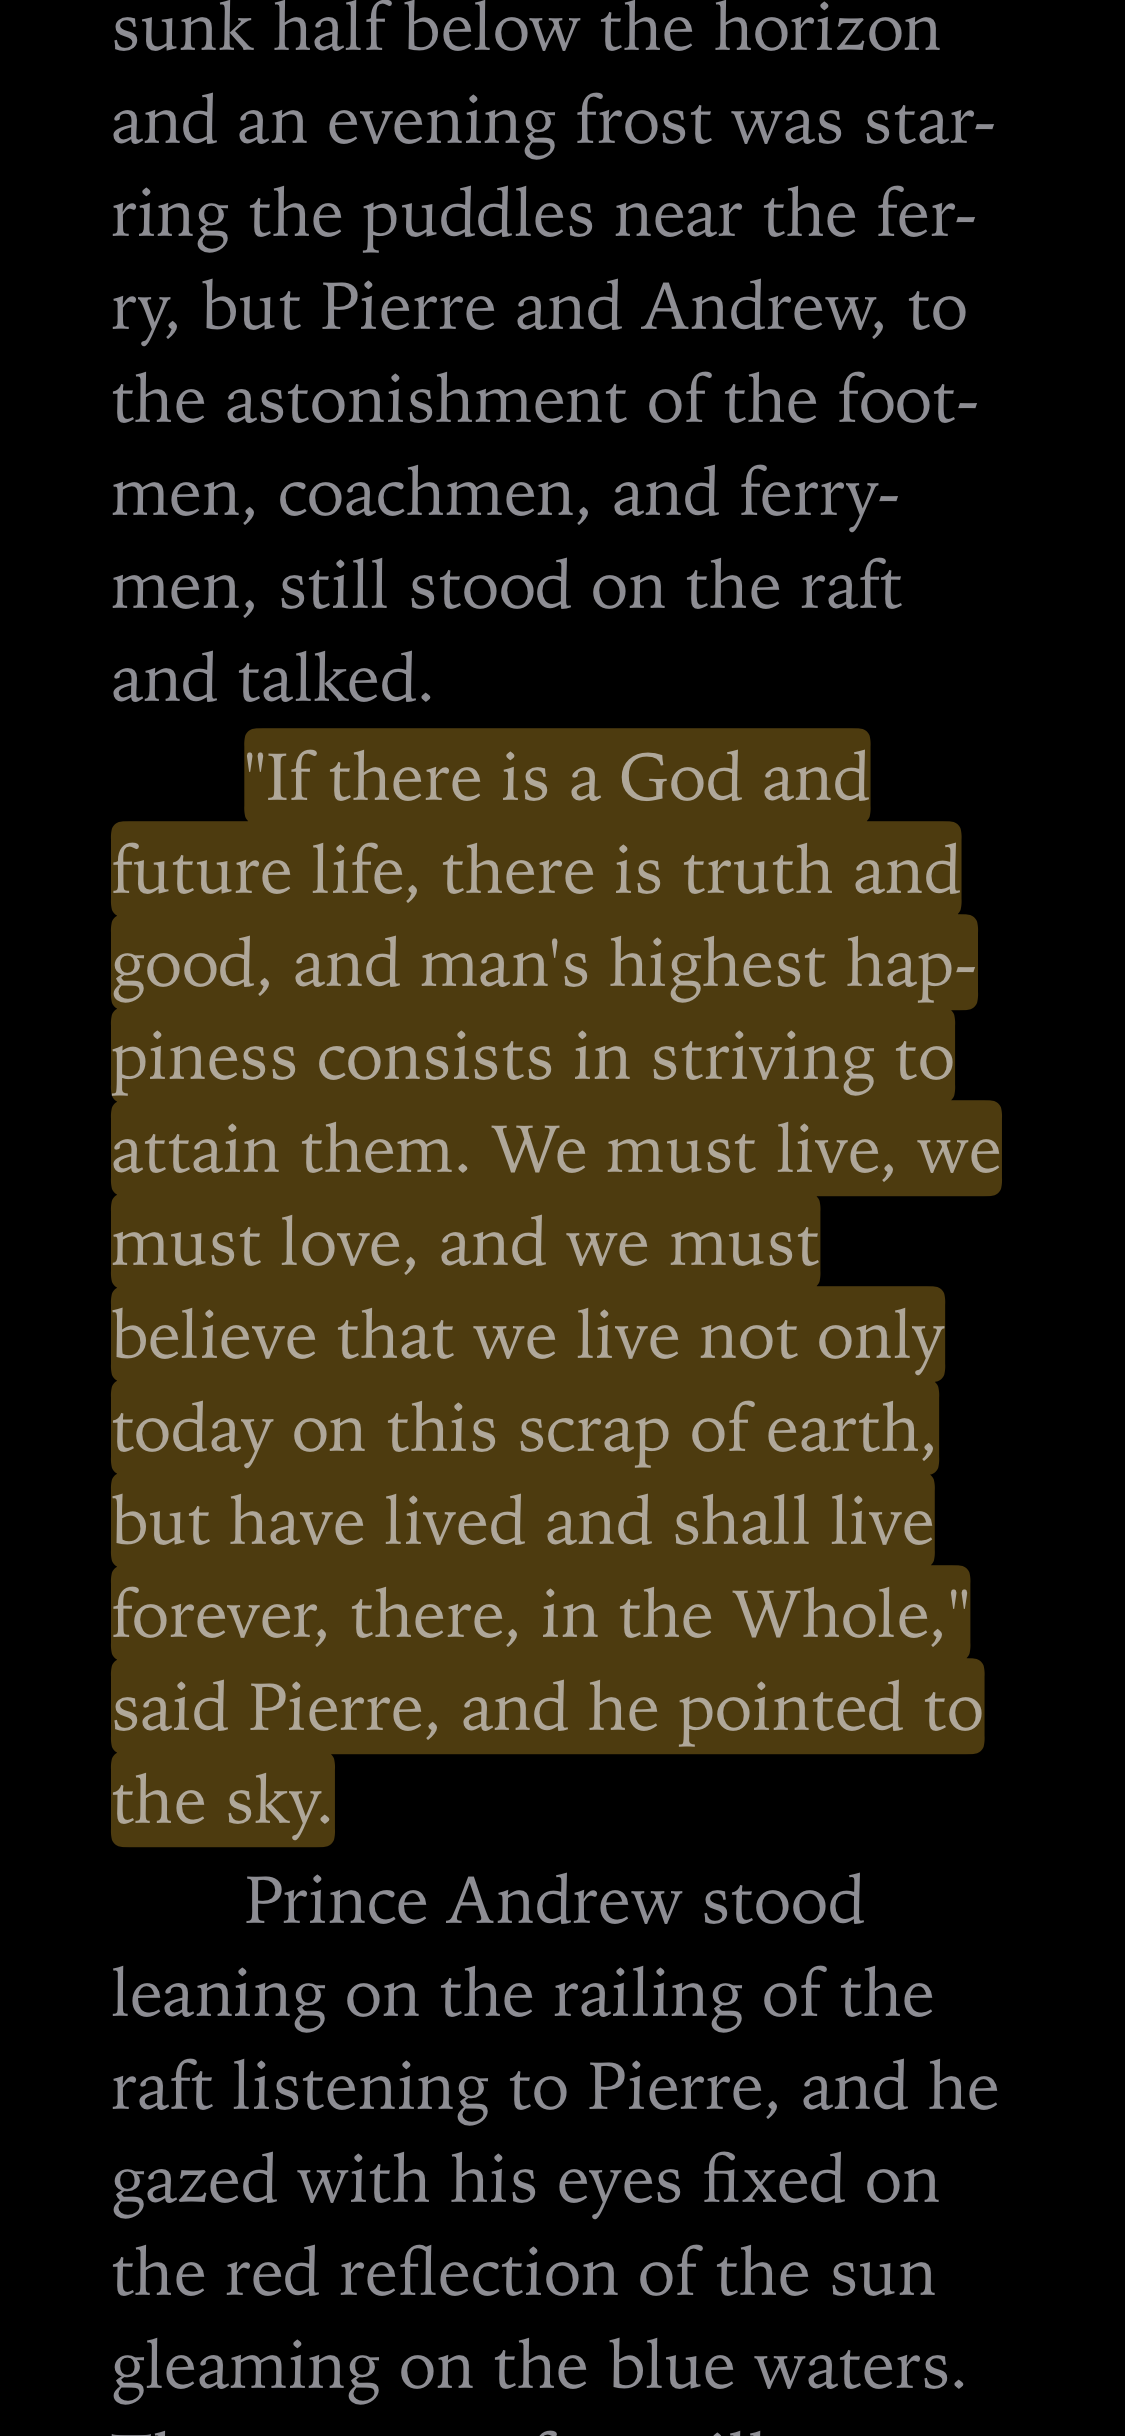 sunk half below the horizon
and an evening frost was star-
ring the puddles near the fer-
ry, but Pierre and Andrew, to
the astonishment of the foot-
men, coachmen, and ferry-
men, still stood on the raft
and talked.
"If there is a God and
future life, there is truth and
good, and man's highest hap-
piness consists in striving to
attain them. We must live, we
must love, and we must
believe that we live not only
today on this scrap of earth,
but have lived and shall live
forever, there, in the Whole,"
said Pierre, and he pointed to
the sky.
Prince Andrew stood
leaning on the railing of the
raft listening to Pierre, and he
gazed with his eyes fixed on
the red reflection of the sun
gleaming on the blue waters.